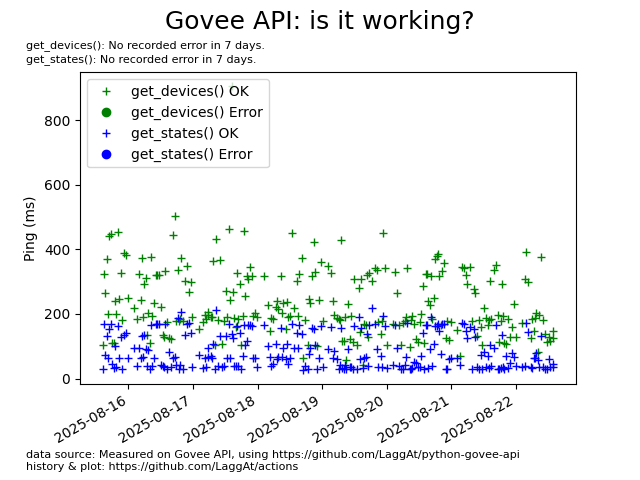 Govee API: is it working?
get_devices(): No recorded error in 7 days.
get_states(): No recorded error in 7 days.
get_devices() OK
get_devices() Error
get_states() OK
get_states() Error
Ping (ms)
800
600
400
200
0
2025-08-16
2025-08-17
2025-08-18
2025-08-19
2025-08-20
2025-08-21
2025-08-22
data source: Measured on Govee API, using https://github.com/LaggAt/python-govee-api
history & plot: https://github.com/LaggAt/actions